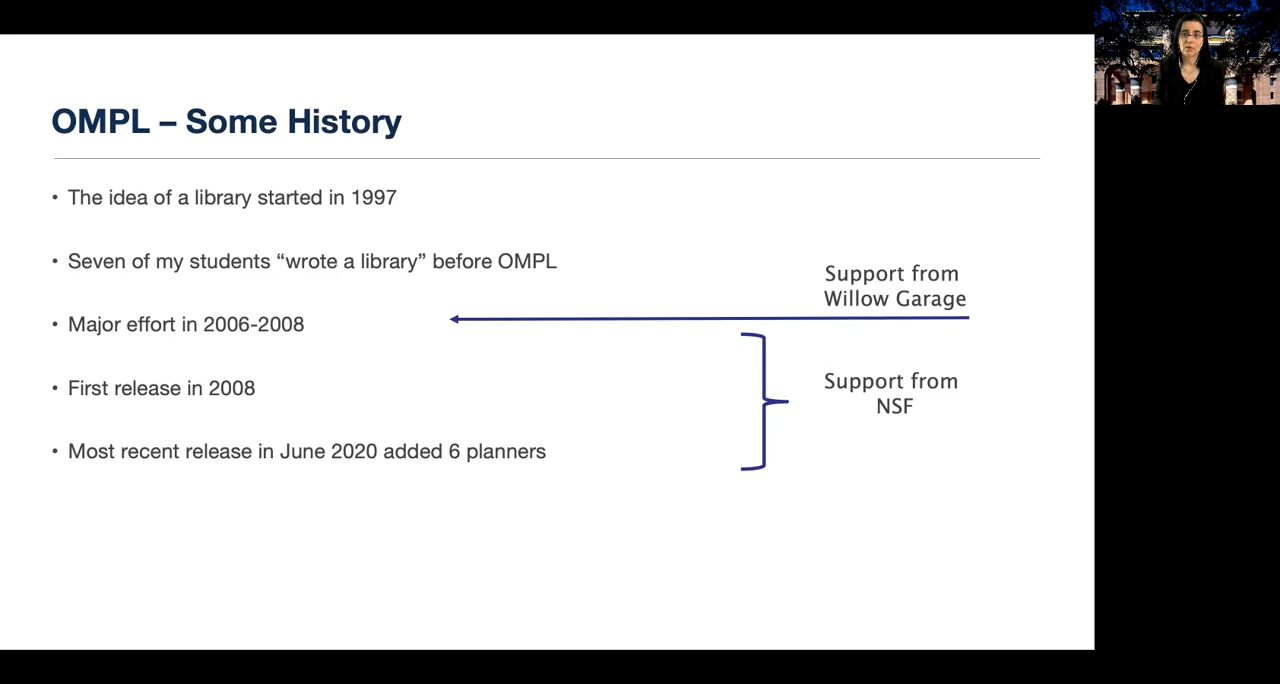 OMPL – Some History
• The idea of a library started in 1997
• Seven of my students “wrote a library” before OMPL
• Major effort in 2006-2008
• First release in 2008
• Most recent release in June 2020 added 6 planners
Support from
Willow Garage
Support from
NSF